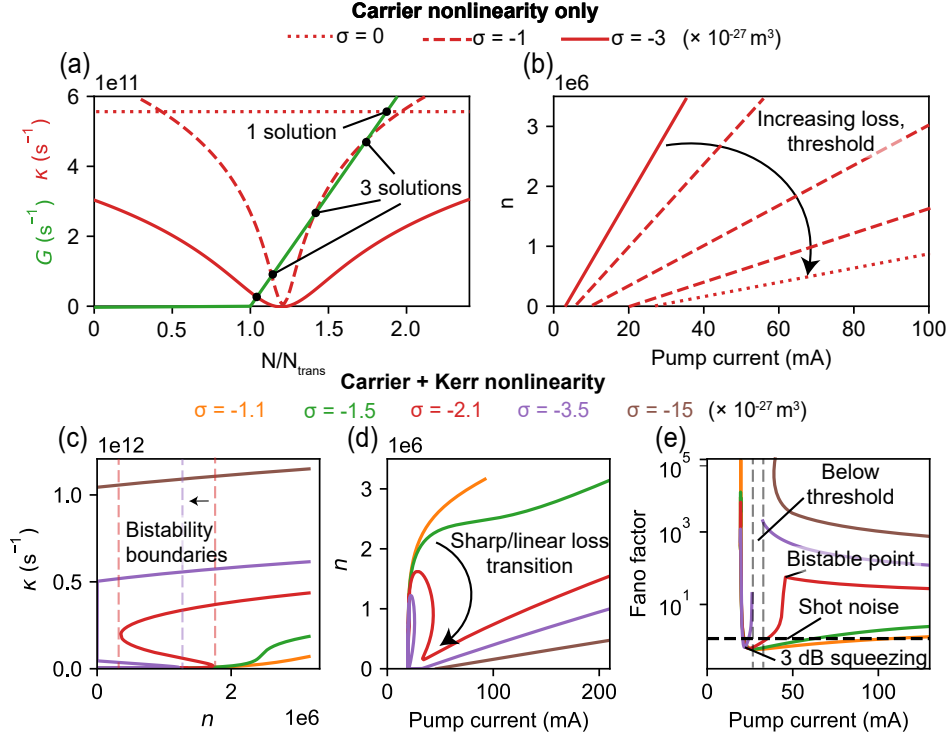 Carrier nonlinearity only
σ = 0 σ = -1 σ = -3 (× 10⁻²⁷ m³)
(a)
1e11
6
4
2
0
G (s⁻¹) κ (s⁻¹)
1 solution
3 solutions
0 0.5 1.0 1.5 2.0
N/N_trans
(b)
1e6
3
2
1
0
n
Increasing loss,
threshold
0 20 40 60 80 100
Pump current (mA)
Carrier + Kerr nonlinearity
σ = -1.1 σ = -1.5 σ = -2.1 σ = -3.5 σ = -15 (× 10⁻²⁷ m³)
(c)
1e12
1.0
0.5
0.0
κ (s⁻¹)
Bistability
boundaries
0 2
n 1e6
(d)
1e6
3
2
1
0
n
Sharp/linear loss
transition
0 100 200
Pump current (mA)
(e)
10⁵
10³
10¹
Fano factor
Below
threshold
Bistable point
Shot noise
3 dB squeezing
0 50 100
Pump current (mA)